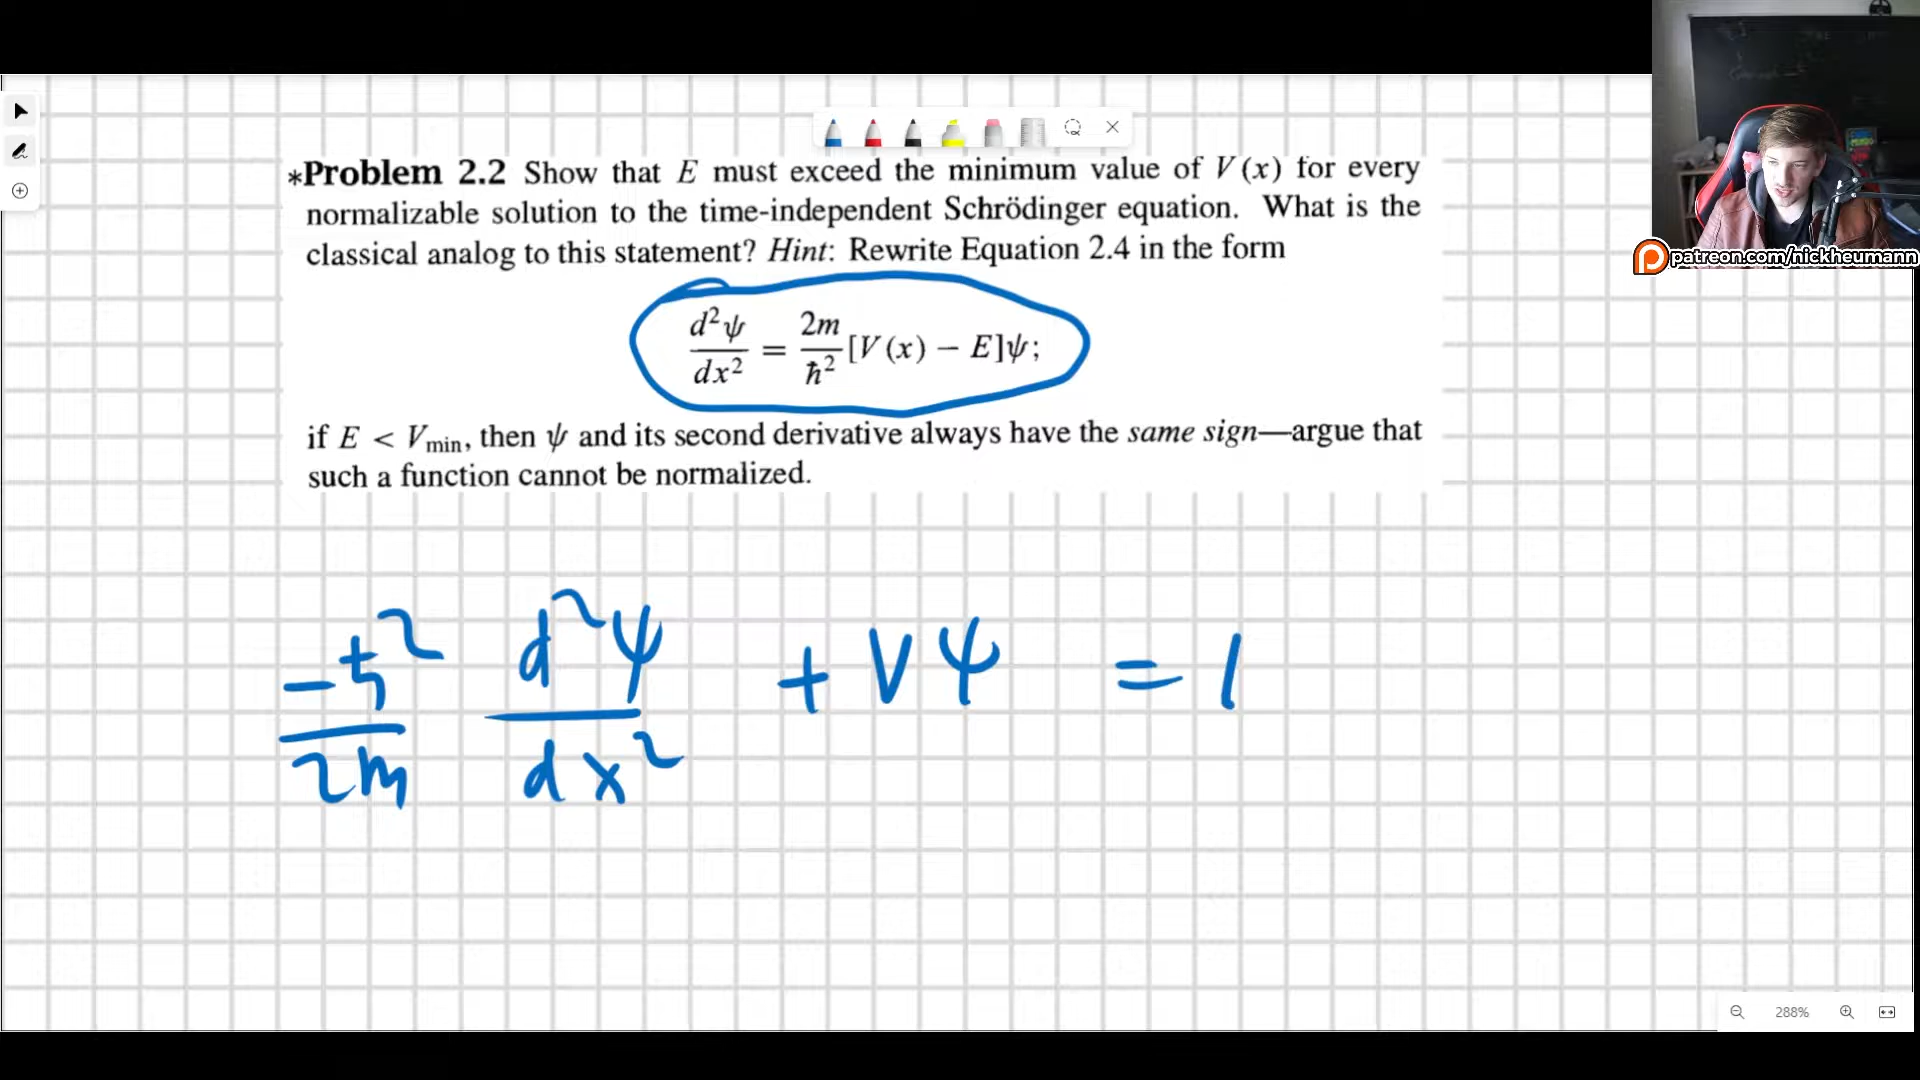 *Problem 2.2 Show that E must exceed the minimum value of V(x) for every
normalizable solution to the time-independent Schrödinger equation. What is the
classical analog to this statement? Hint: Rewrite Equation 2.4 in the form
d²ψ/dx² = 2m/ħ² [V(x) − E]ψ;
if E < Vmin, then ψ and its second derivative always have the same sign—argue that
such a function cannot be normalized.
-ħ²/2m d²ψ/dx² + Vψ =
patreon.com/nickheumann
288%